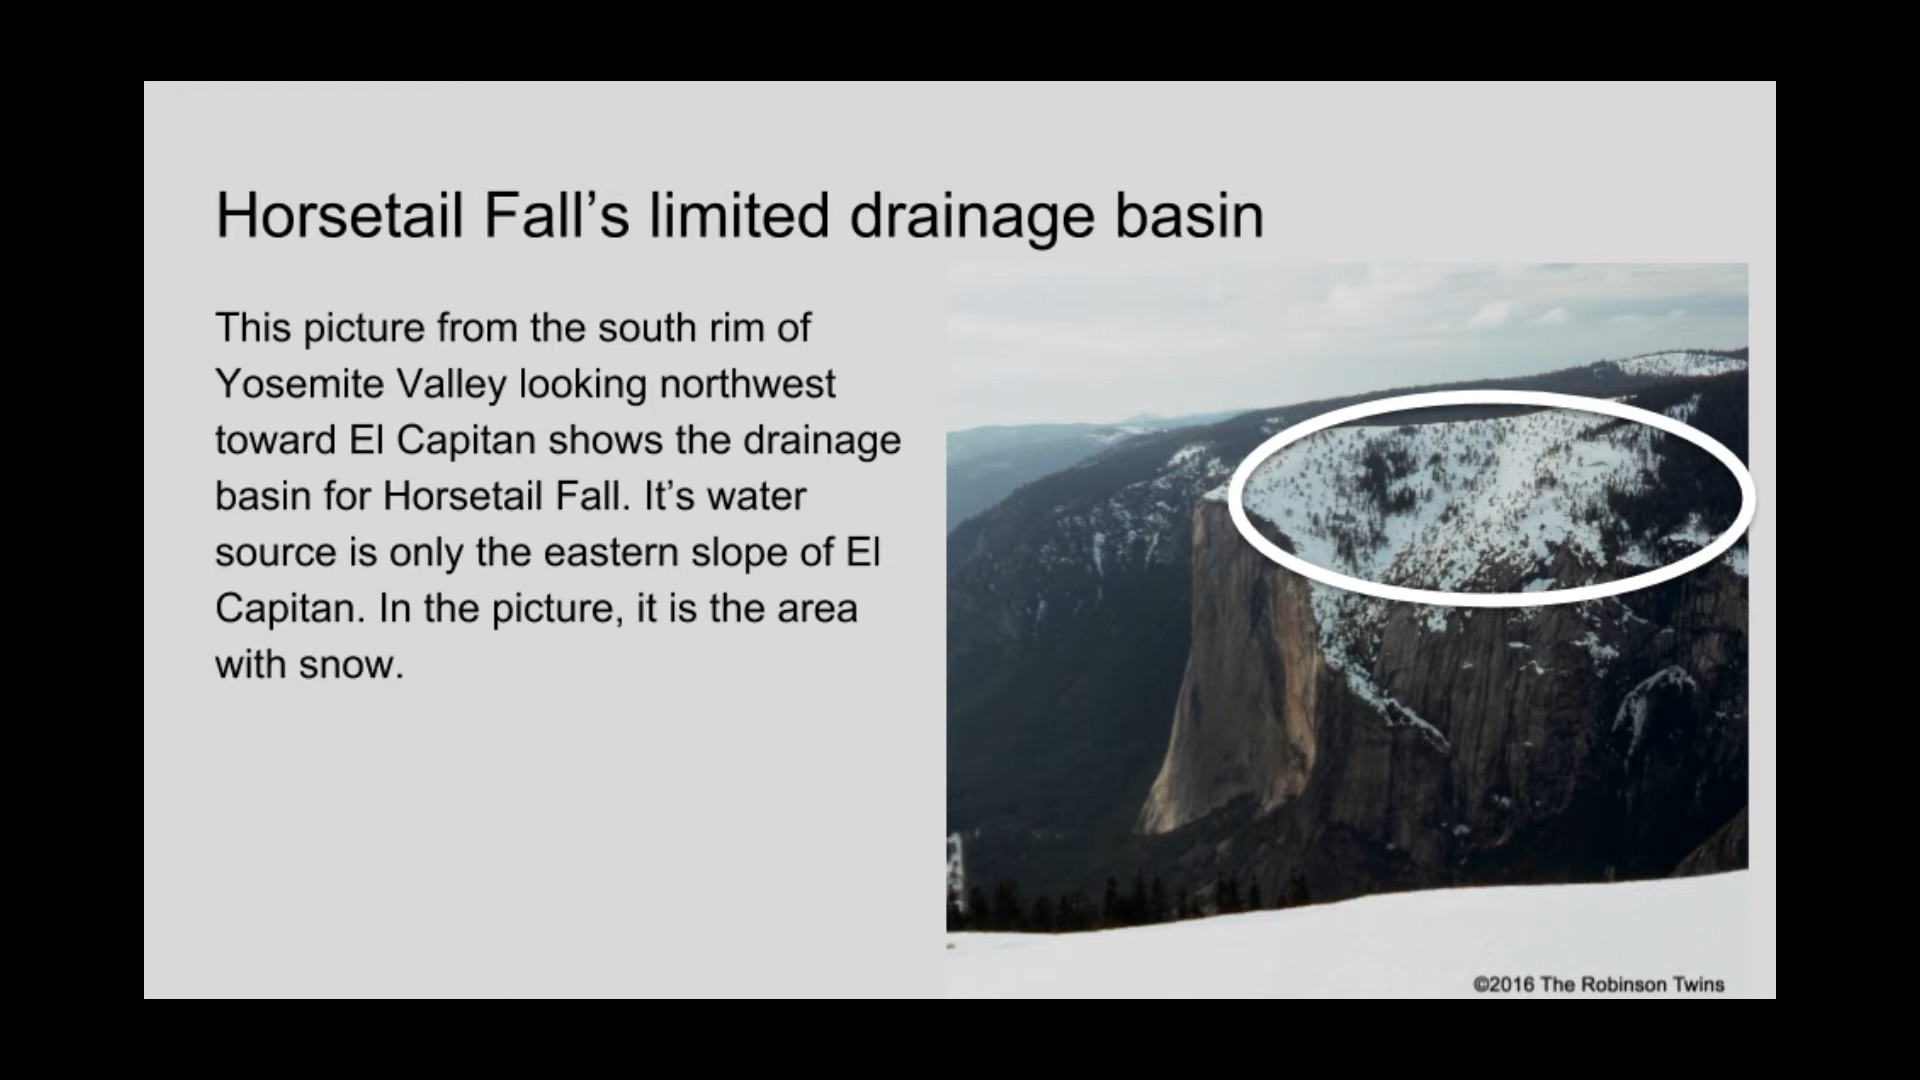 Horsetail Fall’s limited drainage basin
This picture from the south rim of
Yosemite Valley looking northwest
toward El Capitan shows the drainage
basin for Horsetail Fall. It’s water
source is only the eastern slope of El
Capitan. In the picture, it is the area
with snow.
©2016 The Robinson Twins